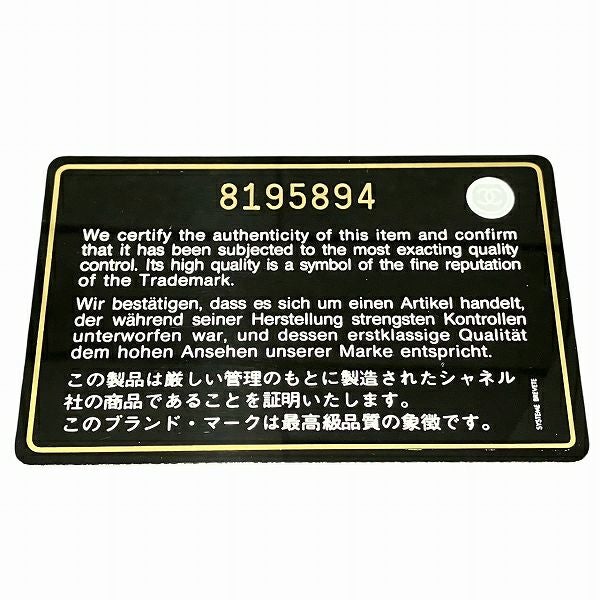 8195894
We certify the authenticity of this item and confirm
that it has been subjected to the most exacting quality
control. Its high quality is a symbol of the fine reputation
of the Trademark.
Wir bestätigen, dass es sich um einen Artikel handelt,
der während seiner Herstellung strengsten Kontrollen
unterworfen war, und dessen erstklassige Qualität
dem hohen Ansehen unserer Marke entspricht.
この製品は厳しい管理のもとに製造されたシャネル
社の商品であることを証明いたします。
このブランド・マークは最高級品質の象徴です。
SYSTEME BREVETE